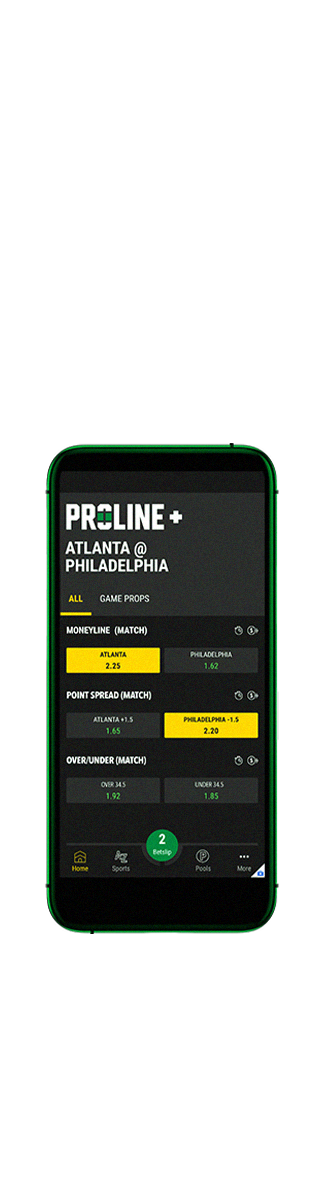 PROLINE +
ATLANTA @
PHILADELPHIA
ALL GAME PROPS
MONEYLINE (MATCH)
ATLANTA PHILADELPHIA
2.25 1.62
POINT SPREAD (MATCH)
ATLANTA +1.5 PHILADELPHIA -1.5
1.65 2.20
OVER/UNDER (MATCH)
OVER 34.5 UNDER 34.5
1.92 1.85
2
Betslip
Home Sports Pools More